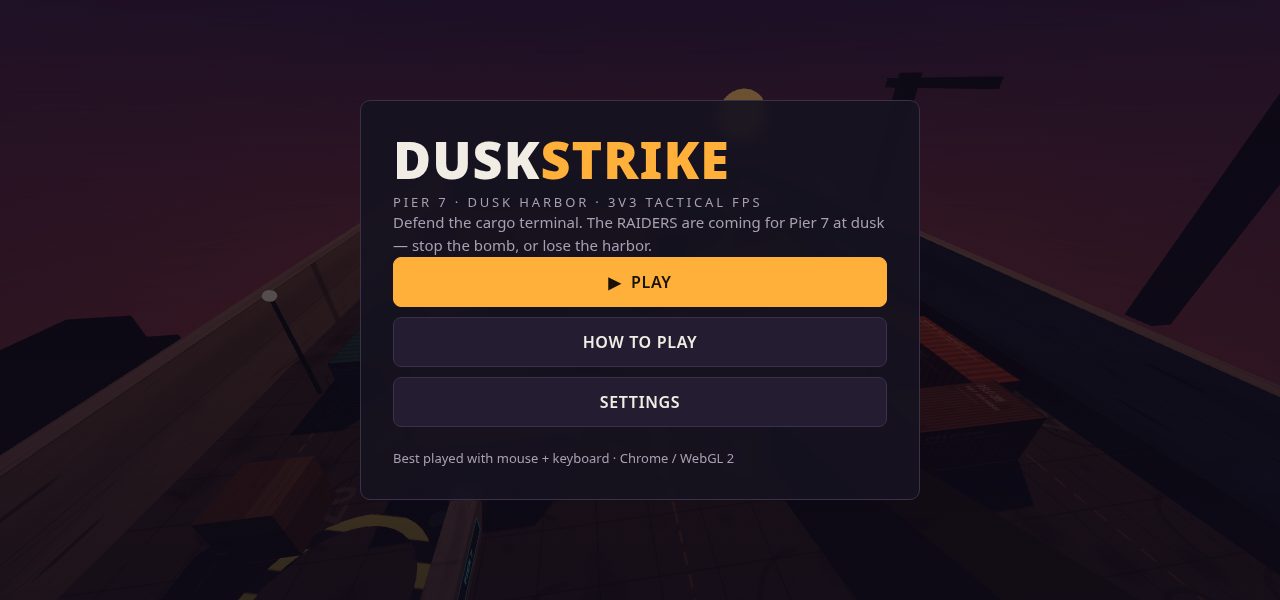 DUSKSTRIKE
PIER 7 · DUSK HARBOR · 3V3 TACTICAL FPS
Defend the cargo terminal. The RAIDERS are coming for Pier 7 at dusk
— stop the bomb, or lose the harbor.
▶ PLAY
HOW TO PLAY
SETTINGS
Best played with mouse + keyboard · Chrome / WebGL 2